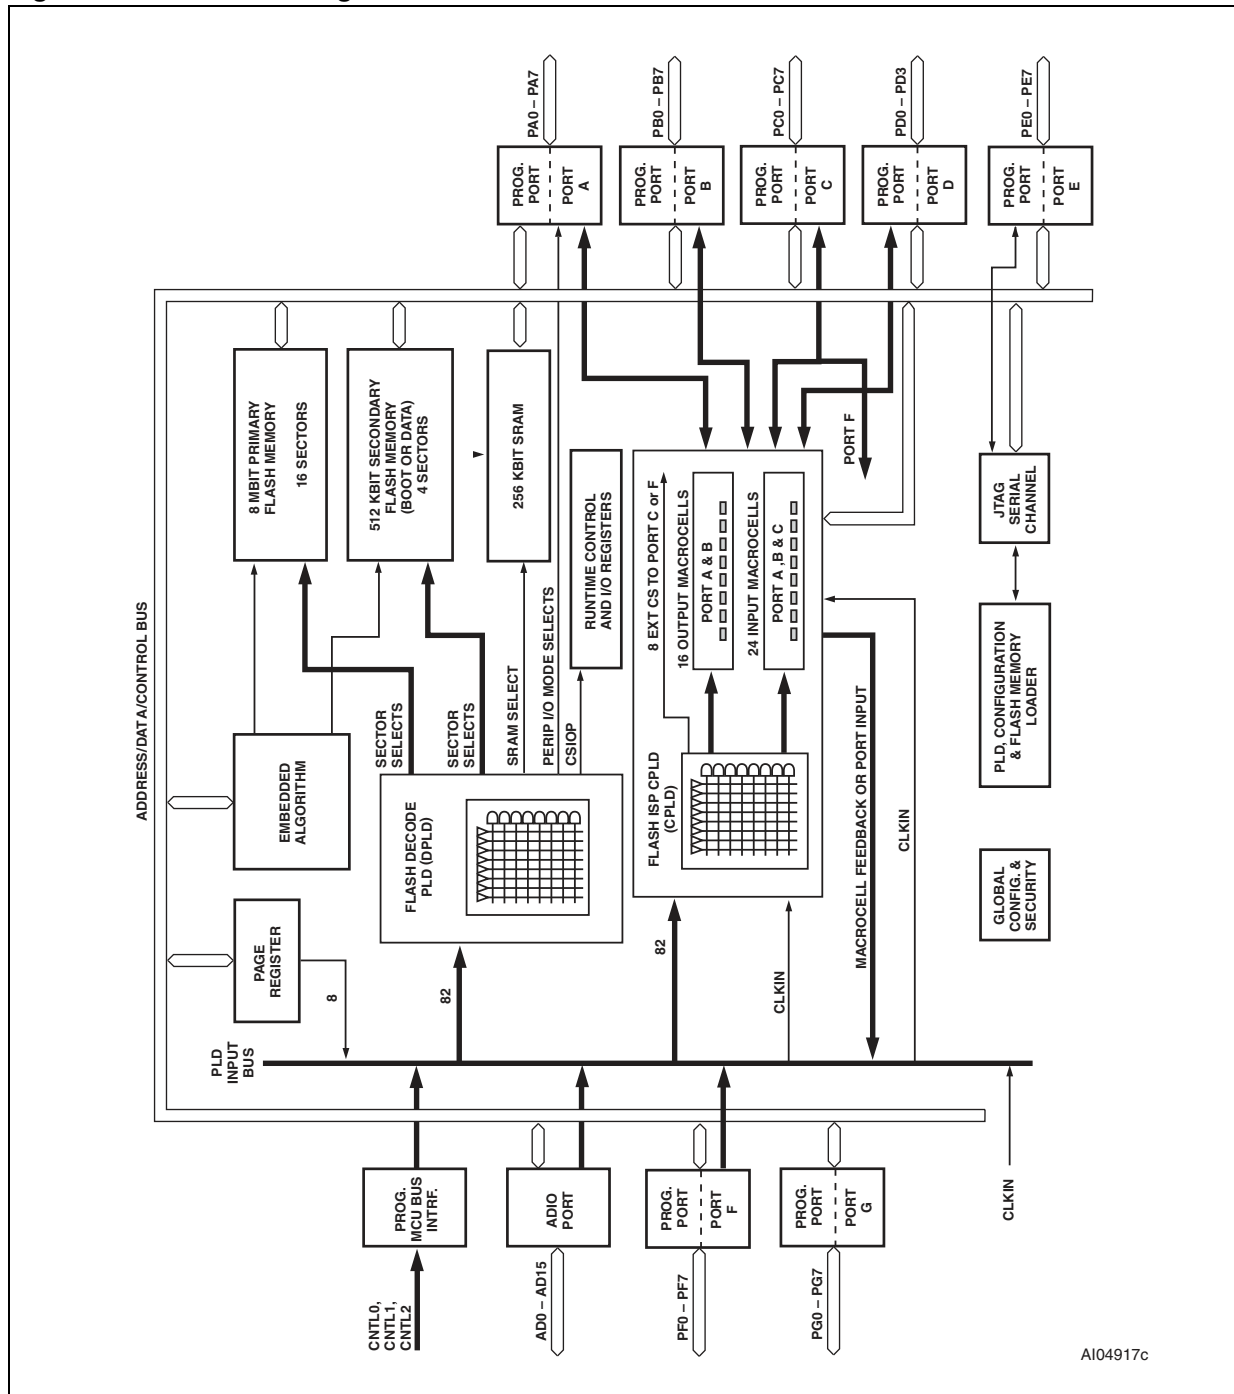 PA0 – PA7
PB0 – PB7
PC0 – PC7
PD0 – PD3
PE0 – PE7
PROG.
PORT
PORT
A
PROG.
PORT
PORT
B
PROG.
PORT
PORT
C
PROG.
PORT
PORT
D
PROG.
PORT
PORT
E
ADDRESS/DATA/CONTROL BUS
8 MBIT PRIMARY
FLASH MEMORY
16 SECTORS
512 KBIT SECONDARY
FLASH MEMORY
(BOOT OR DATA)
4 SECTORS
256 KBIT SRAM
RUNTIME CONTROL
AND I/O REGISTERS
SECTOR
SELECTS
SECTOR
SELECTS
SRAM SELECT
PERIP I/O MODE SELECTS
CSIOP
8 EXT CS TO PORT C or F
16 OUTPUT MACROCELLS
PORT A & B
24 INPUT MACROCELLS
PORT A ,B & C
PORT F
JTAG
SERIAL
CHANNEL
PLD, CONFIGURATION
& FLASH MEMORY
LOADER
GLOBAL
CONFIG. &
SECURITY
EMBEDDED
ALGORITHM
FLASH DECODE
PLD (DPLD)
FLASH ISP CPLD
(CPLD)
MACROCELL FEEDBACK OR PORT INPUT
CLKIN
PAGE
REGISTER
8
82
82
CLKIN
PLD
INPUT
BUS
PROG.
MCU BUS
INTRF.
ADIO
PORT
PROG.
PORT
PORT
F
PROG.
PORT
PORT
G
CLKIN
CNTL0,
CNTL1,
CNTL2
AD0 – AD15
PF0 – PF7
PG0 – PG7
AI04917c